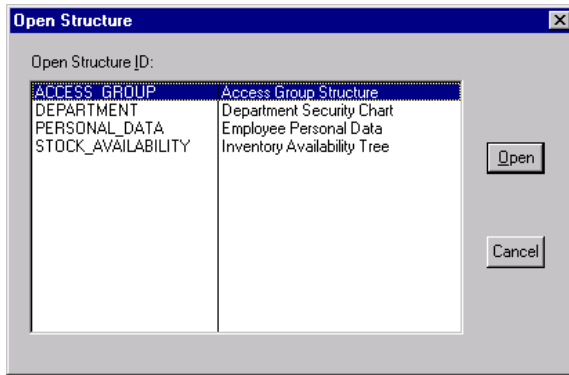 Open Structure
Open Structure ID:
ACCESS_GROUP Access Group Structure
DEPARTMENT Department Security Chart
PERSONAL_DATA Employee Personal Data
STOCK_AVAILABILITY Inventory Availability Tree
Open
Cancel